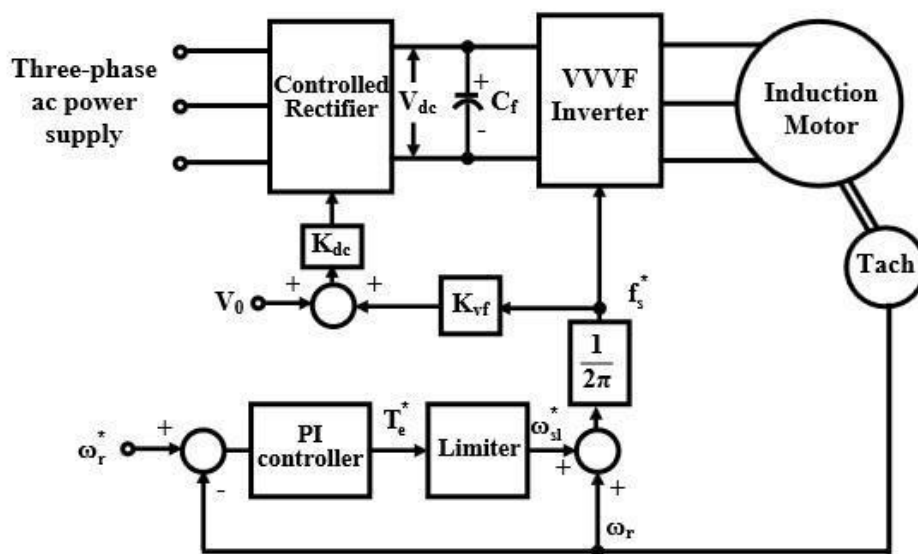 Three-phase
ac power
supply
Controlled
Rectifier
V_dc
+
-
C_f
VVVF
Inverter
Induction
Motor
Tach
K_dc
+
+
V_0
K_vf
f_s^*
1
2π
ω_r^*
+
-
PI
controller
T_e^*
Limiter
ω_sl^*
+
+
ω_r